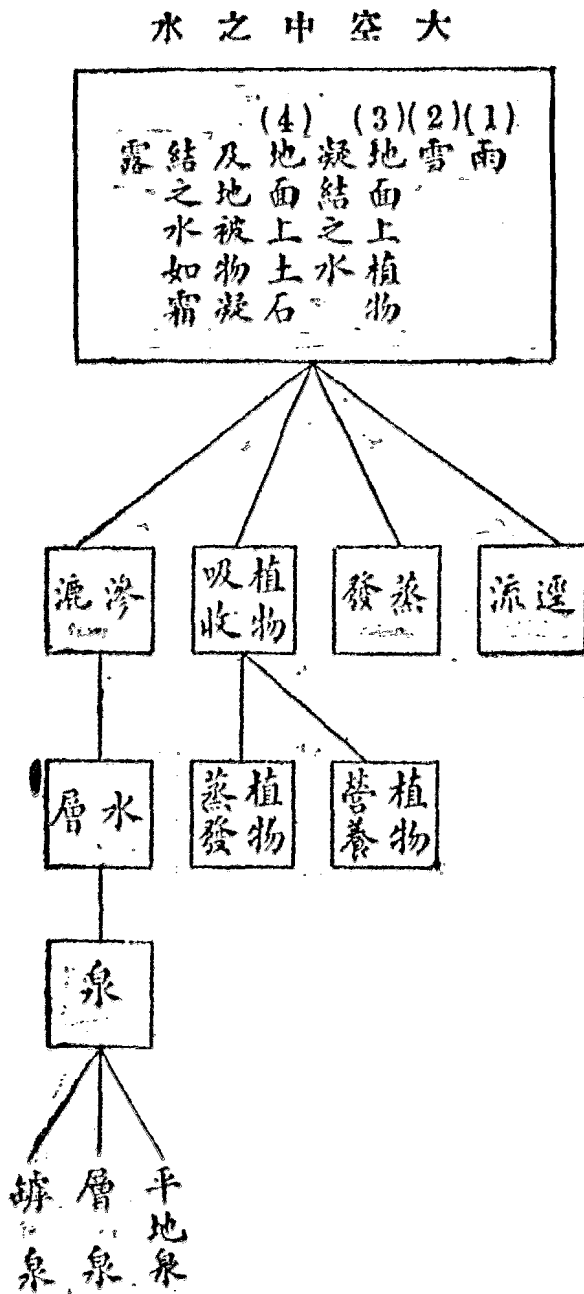 大空中之水
(1)雨
(2)雪
(3)地面上植物
凝結之水
(4)地面上土石
及地被物凝
結之水如霜
露
逕流
蒸發
植物
吸收
滲漉
植物
營養
植物
蒸發
水層
泉
平地泉
層泉
罅泉